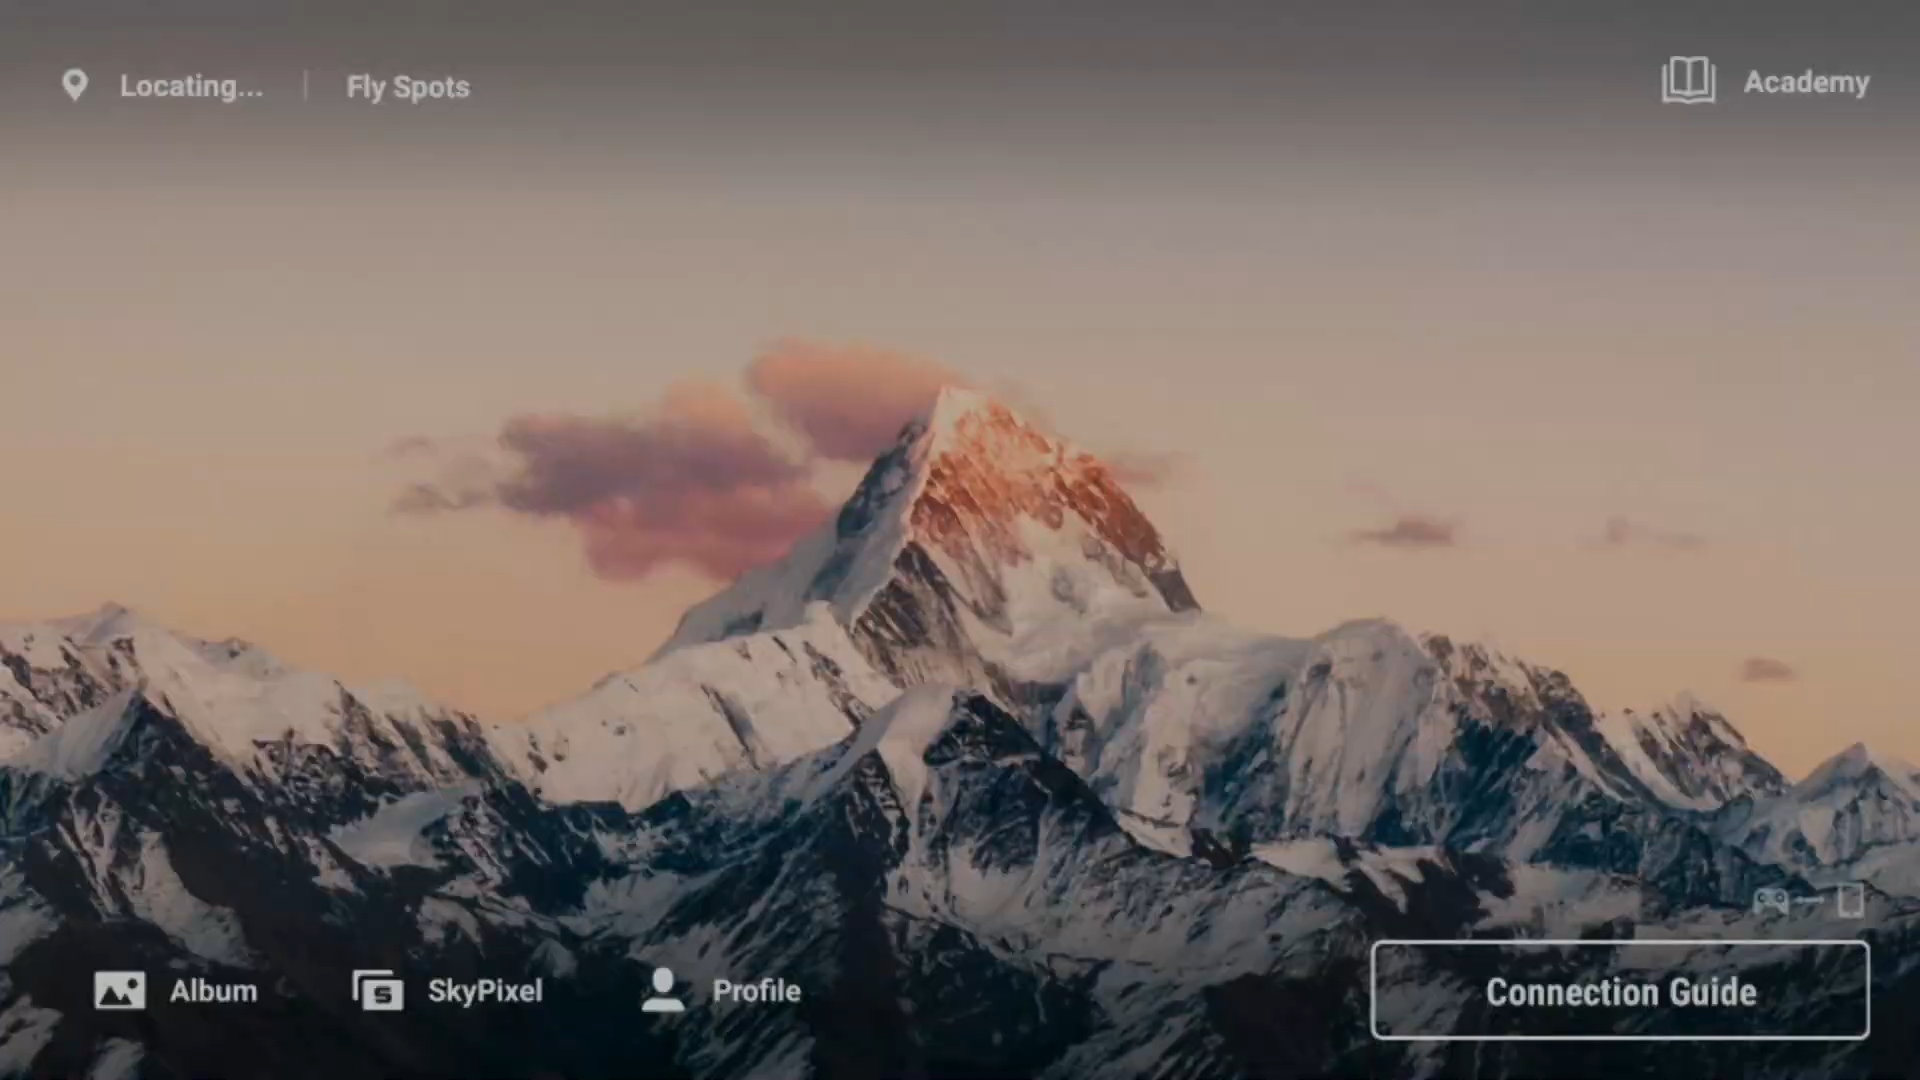 Locating...
Fly Spots
Academy
Album
SkyPixel
Profile
Connection Guide